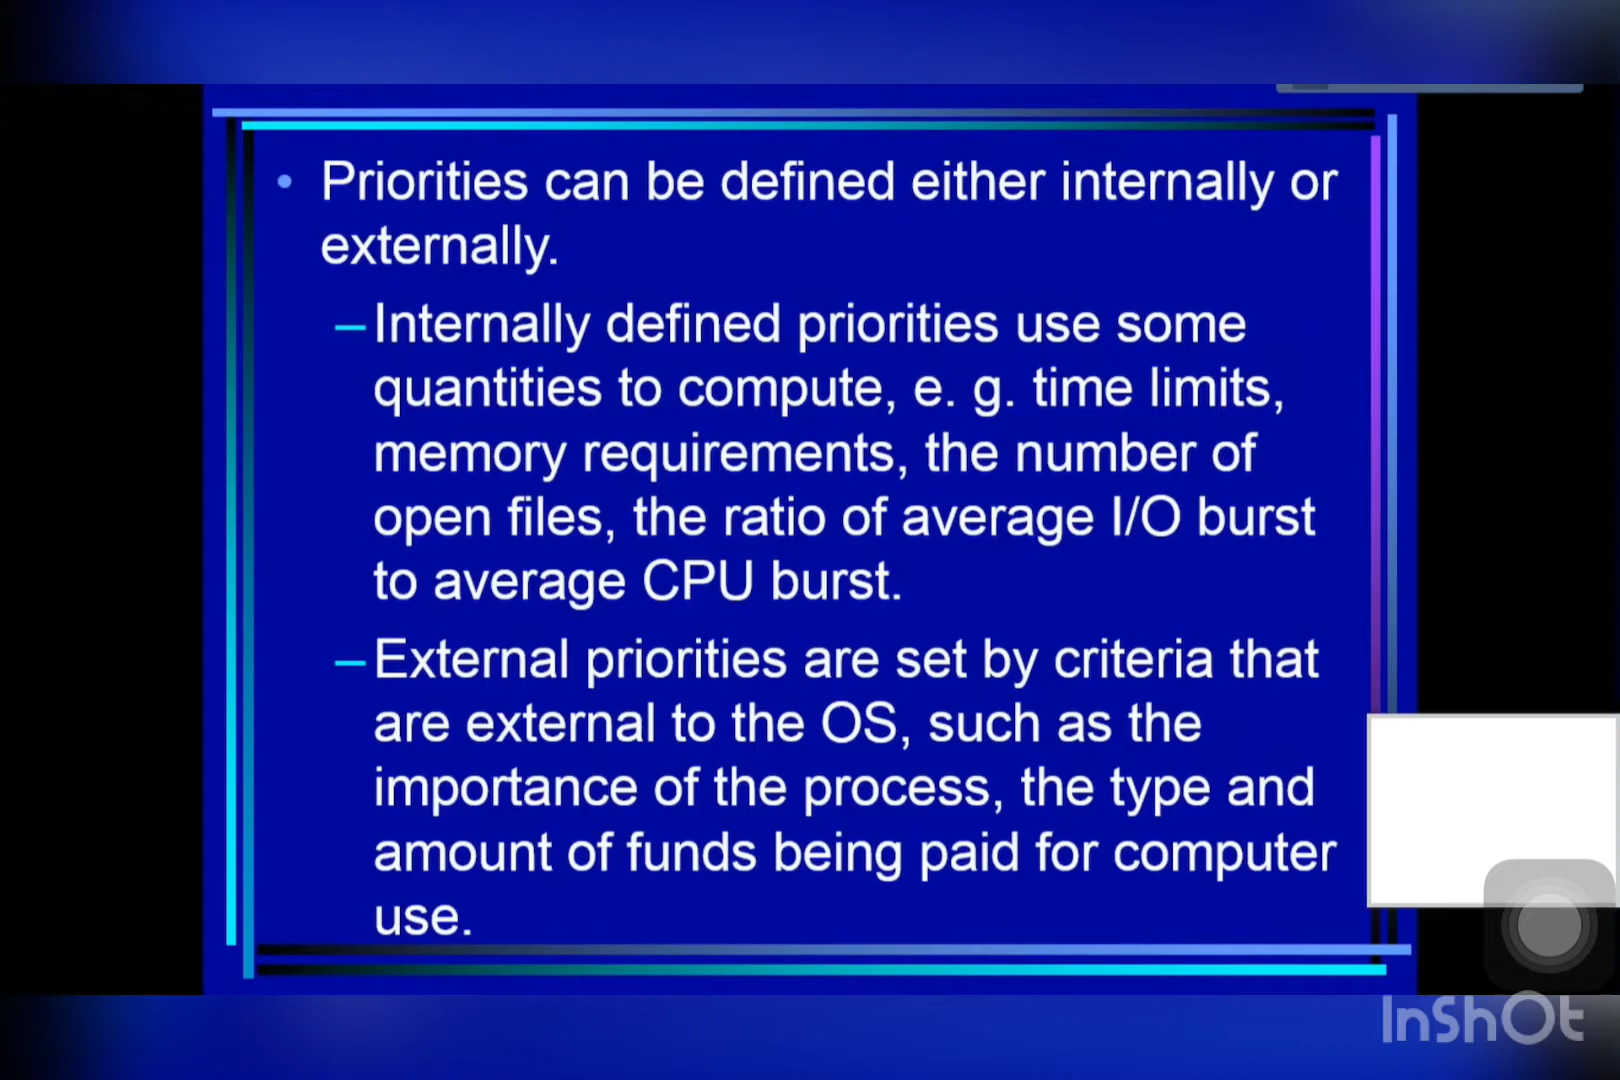 • Priorities can be defined either internally or
externally.
–Internally defined priorities use some
quantities to compute, e. g. time limits,
memory requirements, the number of
open files, the ratio of average I/O burst
to average CPU burst.
–External priorities are set by criteria that
are external to the OS, such as the
importance of the process, the type and
amount of funds being paid for computer
use.
InShOt